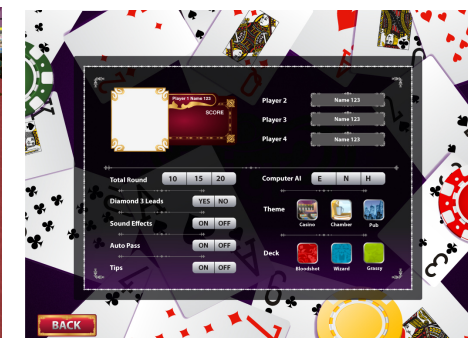 Player 1 Name 123
SCORE
Player 2 Name 123
Player 3 Name 123
Player 4 Name 123
Total Round 10 15 20
Computer AI E N H
Diamond 3 Leads YES NO
Theme
Casino Chamber Pub
Sound Effects ON OFF
Auto Pass ON OFF
Deck
Bloodshot Wizard Grassy
Tips ON OFF
BACK